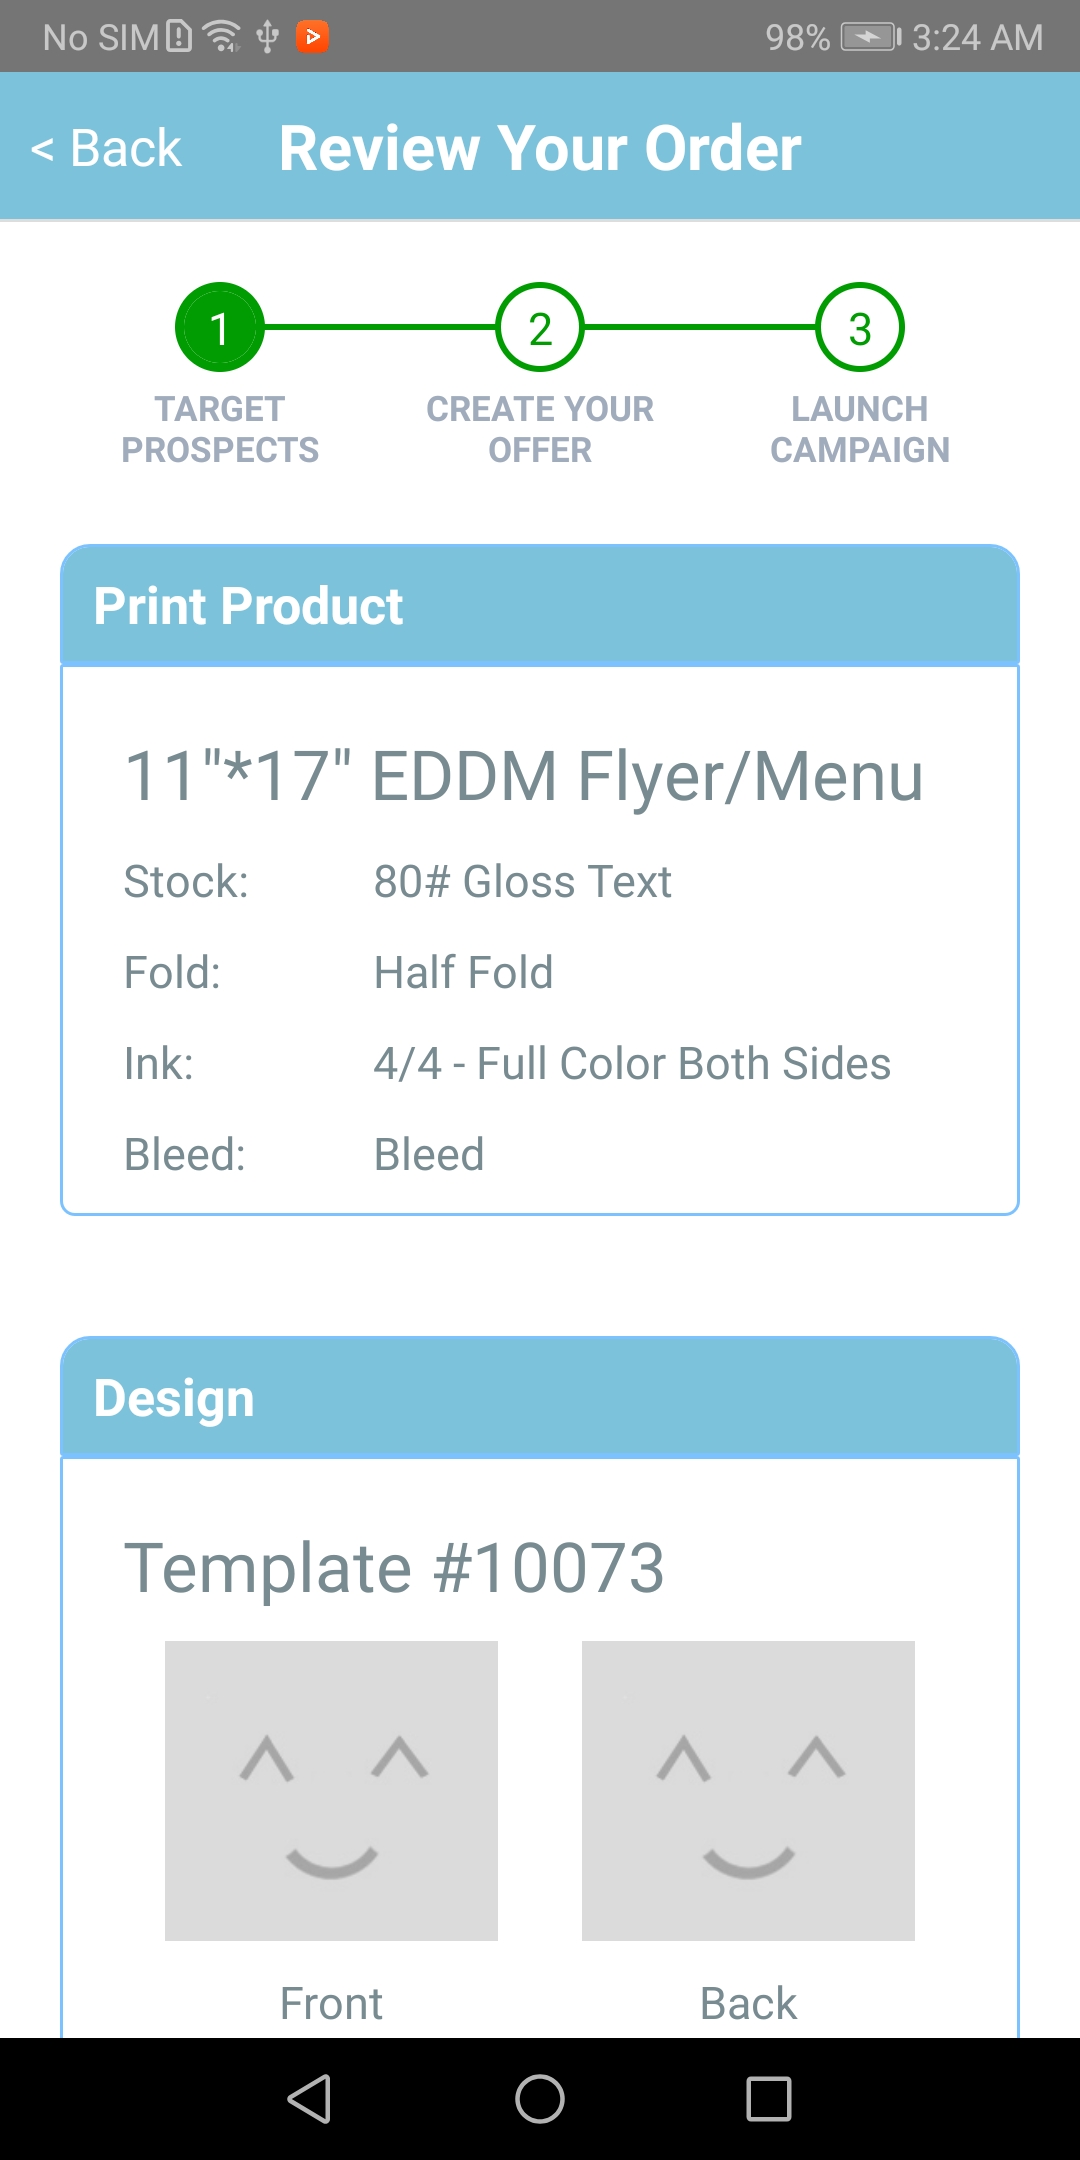 No SIM 98% 3:24 AM
< Back Review Your Order
1 2 3
TARGET PROSPECTS
CREATE YOUR OFFER
LAUNCH CAMPAIGN
Print Product
11"*17" EDDM Flyer/Menu
Stock: 80# Gloss Text
Fold: Half Fold
Ink: 4/4 - Full Color Both Sides
Bleed: Bleed
Design
Template #10073
Front Back